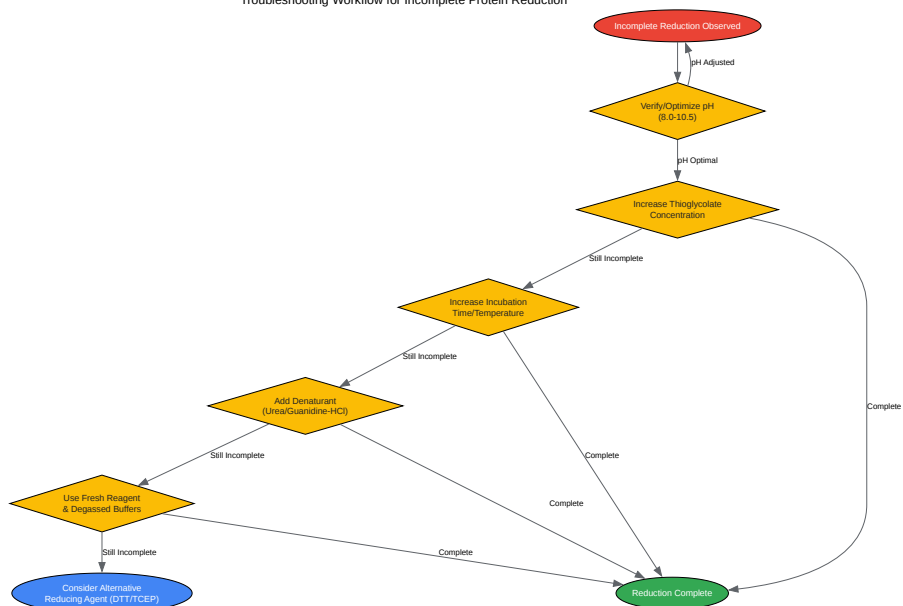 Troubleshooting Workflow for Incomplete Protein Reduction
Incomplete Reduction Observed
pH Adjusted
Verify/Optimize pH
(8.0-10.5)
pH Optimal
Increase Thioglycolate
Concentration
Still Incomplete
Increase Incubation
Time/Temperature
Still Incomplete
Add Denaturant
(Urea/Guanidine-HCl)
Complete
Still Incomplete
Complete
Use Fresh Reagent
& Degassed Buffers
Complete
Still Incomplete
Complete
Consider Alternative
Reducing Agent (DTT/TCEP)
Reduction Complete